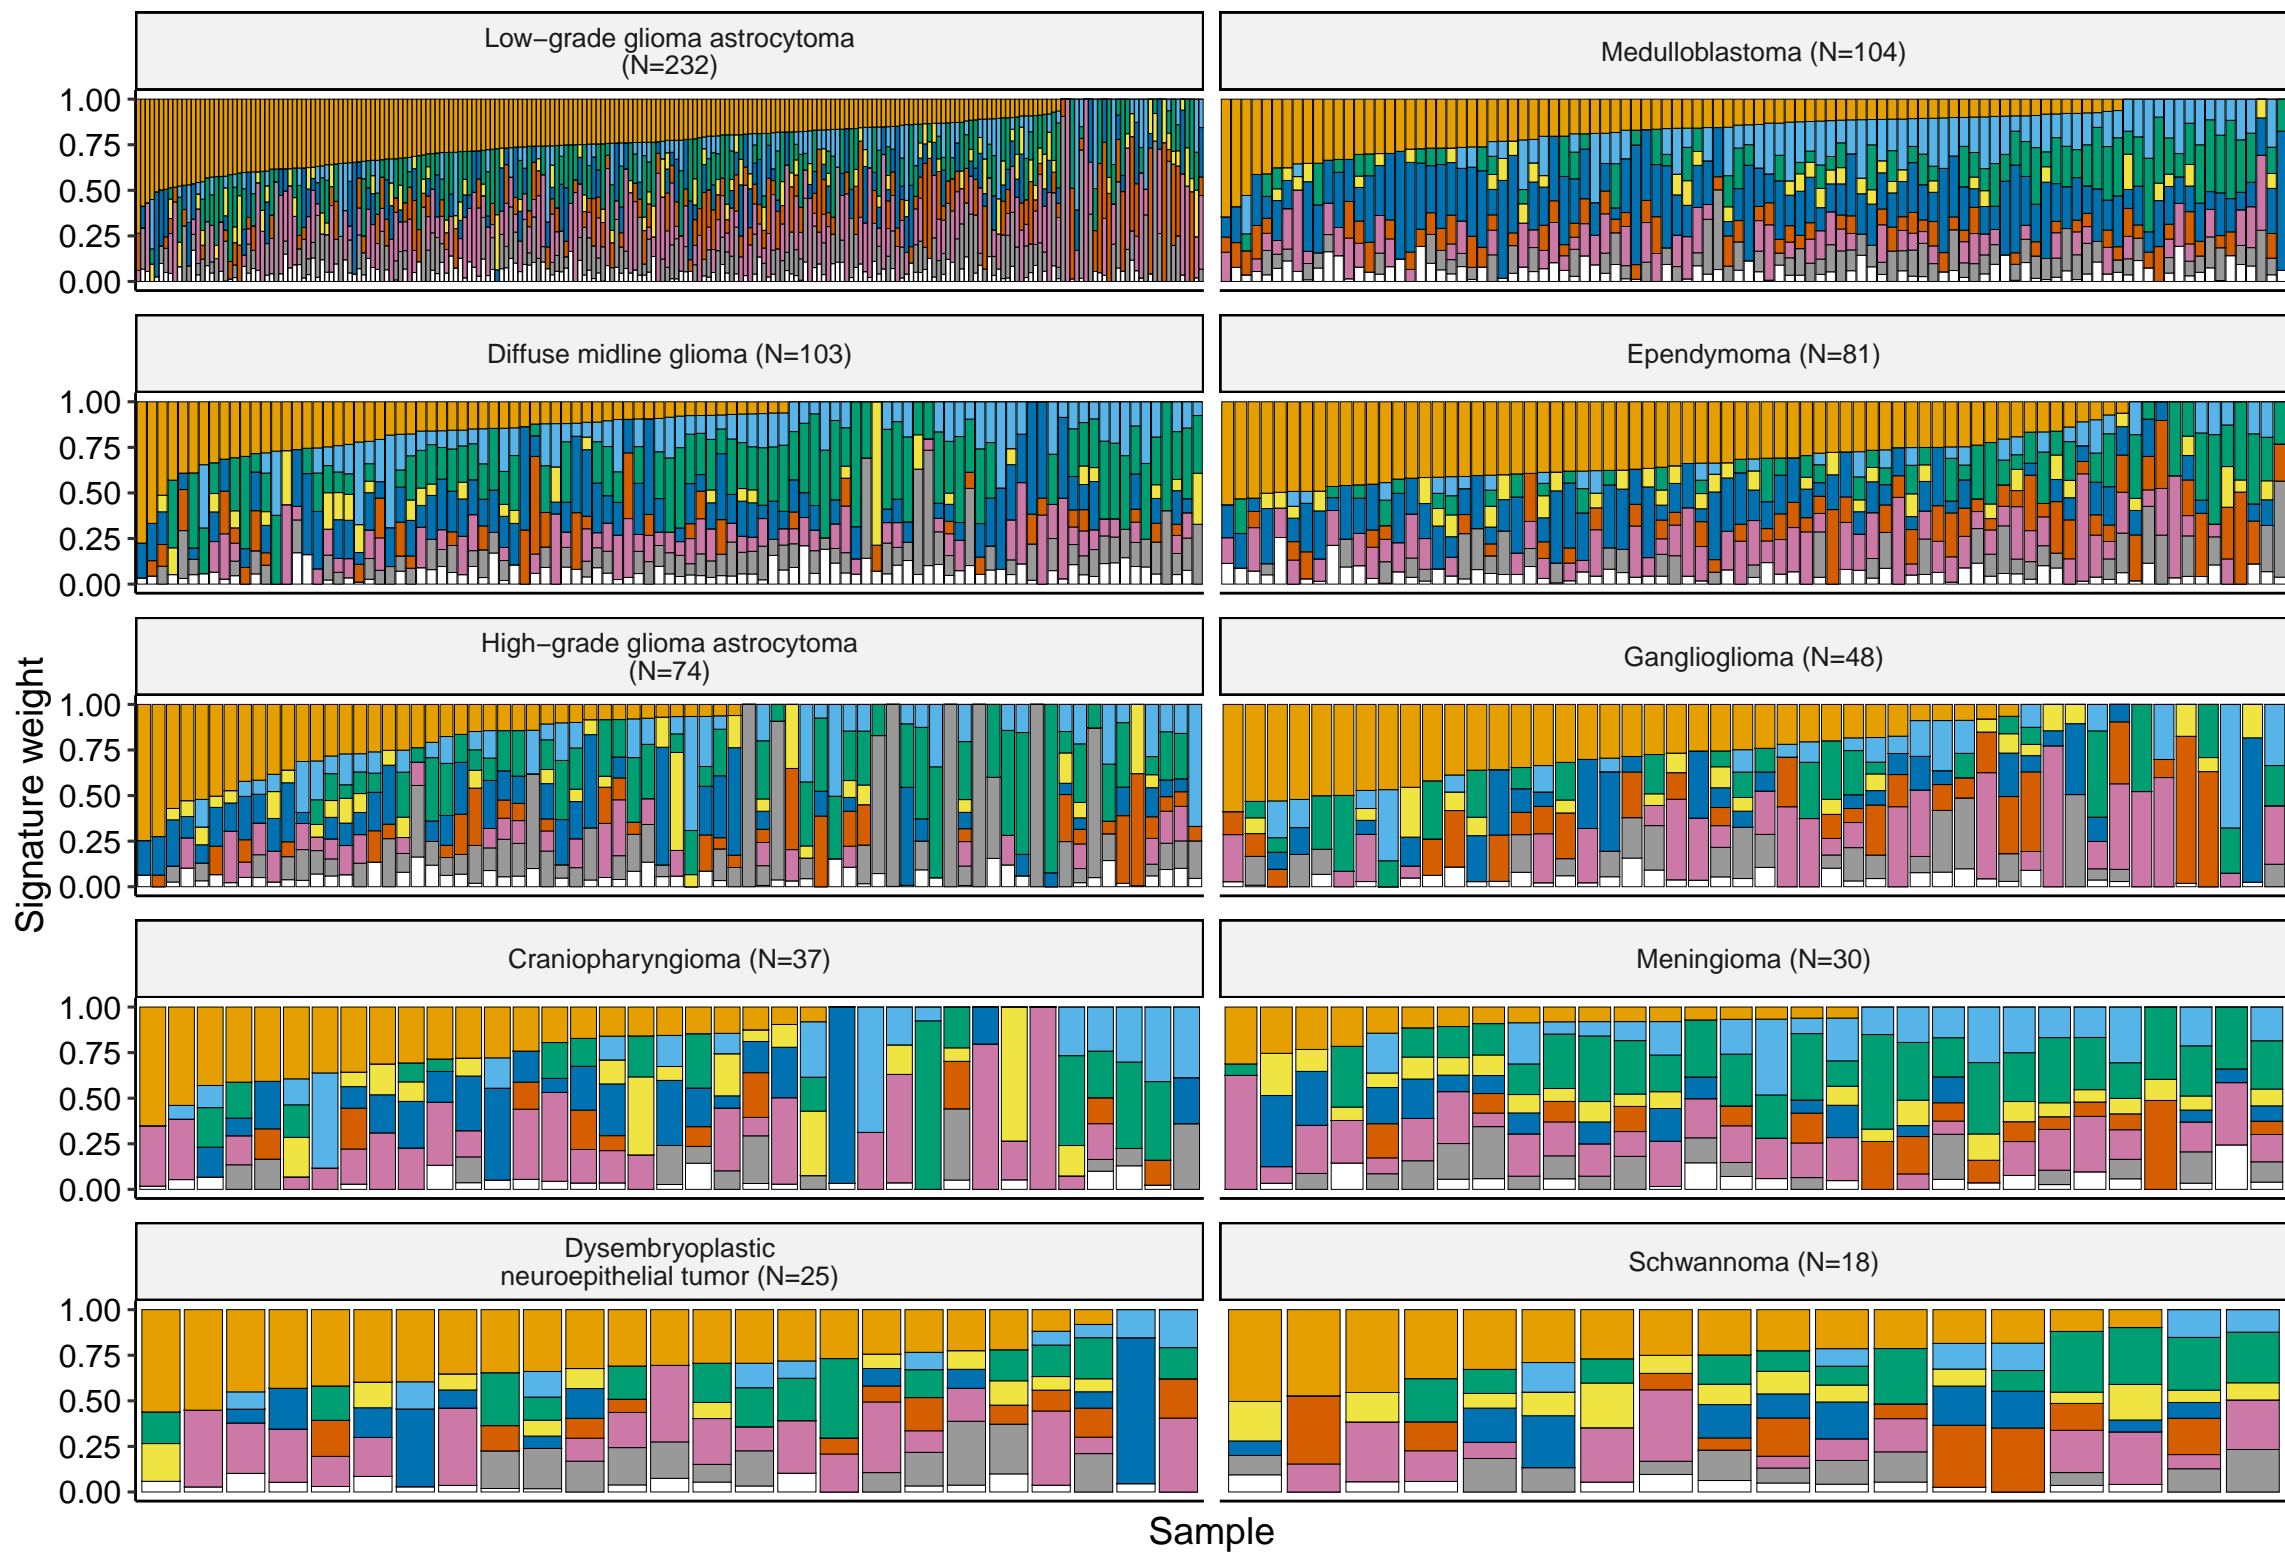 Low−grade glioma astrocytoma
(N=232)
Medulloblastoma (N=104)
1.00
0.75
0.50
0.25
0.00
Diffuse midline glioma (N=103)
Ependymoma (N=81)
1.00
0.75
0.50
0.25
0.00
High−grade glioma astrocytoma
(N=74)
Ganglioglioma (N=48)
1.00
0.75
0.50
0.25
0.00
Signature weight
Craniopharyngioma (N=37)
Meningioma (N=30)
1.00
0.75
0.50
0.25
0.00
Dysembryoplastic
neuroepithelial tumor (N=25)
Schwannoma (N=18)
1.00
0.75
0.50
0.25
0.00
Sample